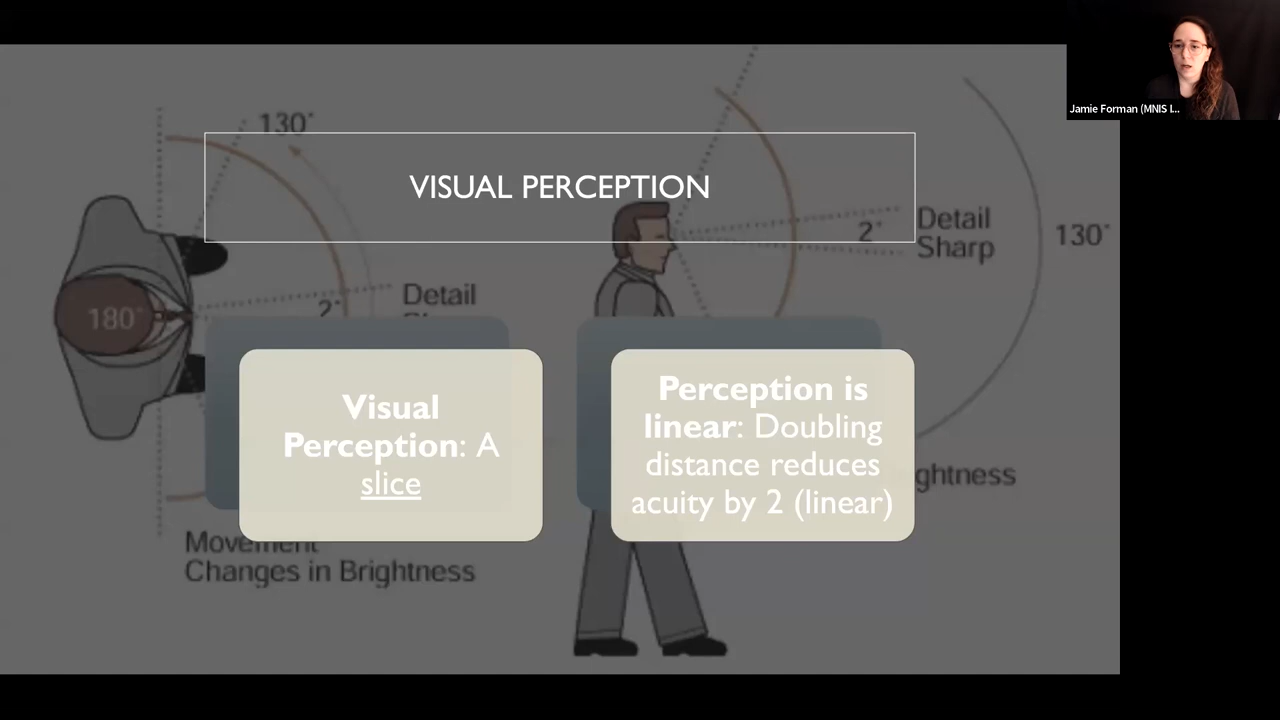 Jamie Forman (MNIS I...
130°
VISUAL PERCEPTION
Detail
Sharp
2°
130°
180°
2°
Detail
Visual
Perception: A
slice
Perception is
linear: Doubling
distance reduces
acuity by 2 (linear)
Movement
Changes in Brightness